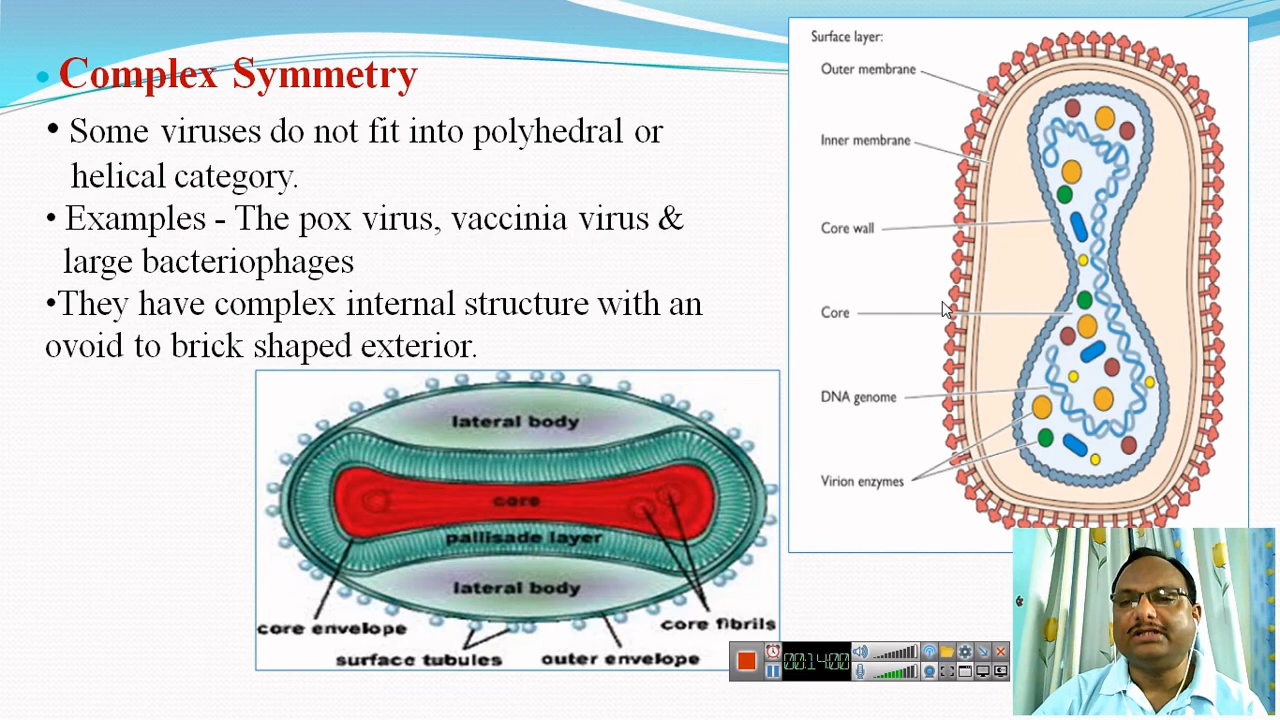 • Complex Symmetry
• Some viruses do not fit into polyhedral or
helical category.
• Examples - The pox virus, vaccinia virus &
large bacteriophages
•They have complex internal structure with an
ovoid to brick shaped exterior.
Surface layer:
Outer membrane
Inner membrane
Core wall
Core
DNA genome
Virion enzymes
lateral body
core
pallisade layer
lateral body
core envelope
core fibrils
surface tubules
outer envelope
00:14:00